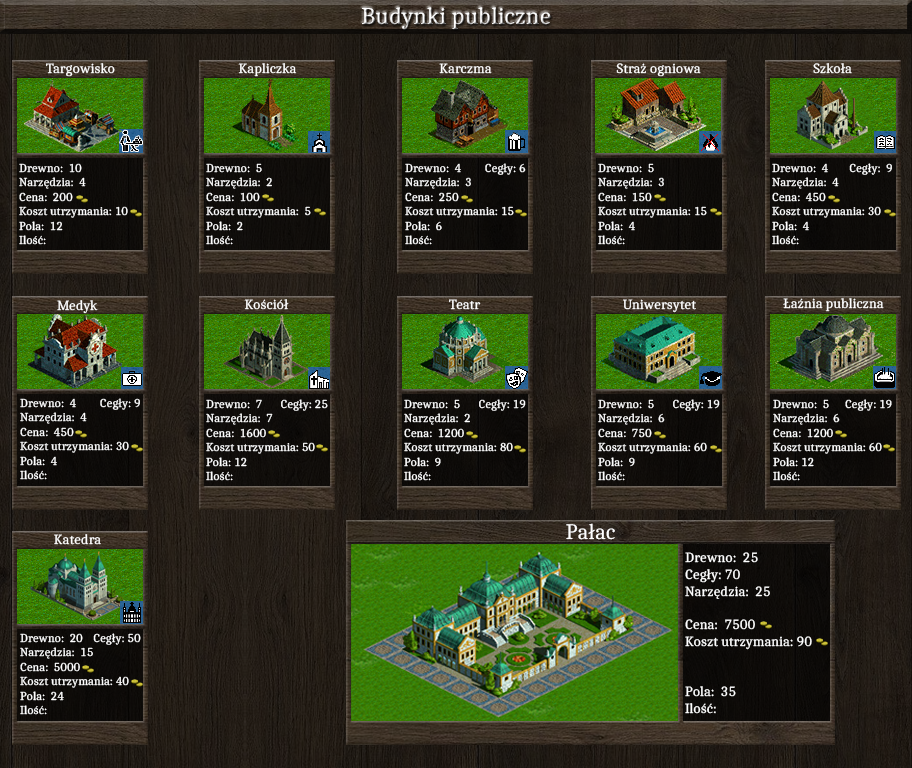 Budynki publiczne
Targowisko
Drewno: 10
Narzędzia: 4
Cena: 200
Koszt utrzymania: 10
Pola: 12
Ilość:
Kapliczka
Drewno: 5
Narzędzia: 2
Cena: 100
Koszt utrzymania: 5
Pola: 2
Ilość:
Karczma
Drewno: 4 Cegły: 6
Narzędzia: 3
Cena: 250
Koszt utrzymania: 15
Pola: 6
Ilość:
Straż ogniowa
Drewno: 5
Narzędzia: 3
Cena: 150
Koszt utrzymania: 15
Pola: 4
Ilość:
Szkoła
Drewno: 4 Cegły: 9
Narzędzia: 4
Cena: 450
Koszt utrzymania: 30
Pola: 4
Ilość:
Medyk
Drewno: 4 Cegły: 9
Narzędzia: 4
Cena: 450
Koszt utrzymania: 30
Pola: 4
Ilość:
Kościół
Drewno: 7 Cegły: 25
Narzędzia: 7
Cena: 1600
Koszt utrzymania: 50
Pola: 12
Ilość:
Teatr
Drewno: 5 Cegły: 19
Narzędzia: 2
Cena: 1200
Koszt utrzymania: 80
Pola: 9
Ilość:
Uniwersytet
Drewno: 5 Cegły: 19
Narzędzia: 6
Cena: 750
Koszt utrzymania: 60
Pola: 9
Ilość:
Łaźnia publiczna
Drewno: 5 Cegły: 19
Narzędzia: 6
Cena: 1200
Koszt utrzymania: 60
Pola: 12
Ilość:
Katedra
Drewno: 20 Cegły: 50
Narzędzia: 15
Cena: 5000
Koszt utrzymania: 40
Pola: 24
Ilość:
Pałac
Drewno: 25
Cegły: 70
Narzędzia: 25
Cena: 7500
Koszt utrzymania: 90
Pola: 35
Ilość: